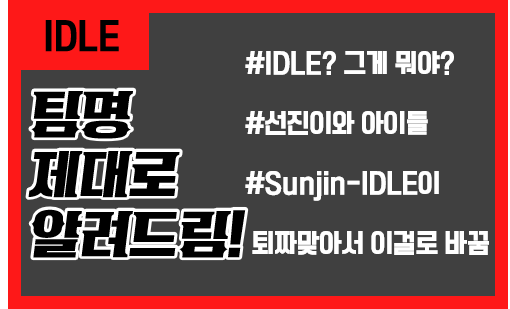 IDLE
팀명
제대로
알려드림!
#IDLE? 그게 뭐야?
#선진이와 아이들
#Sunjin-IDLE이
퇴짜맞아서 이걸로 바꿈